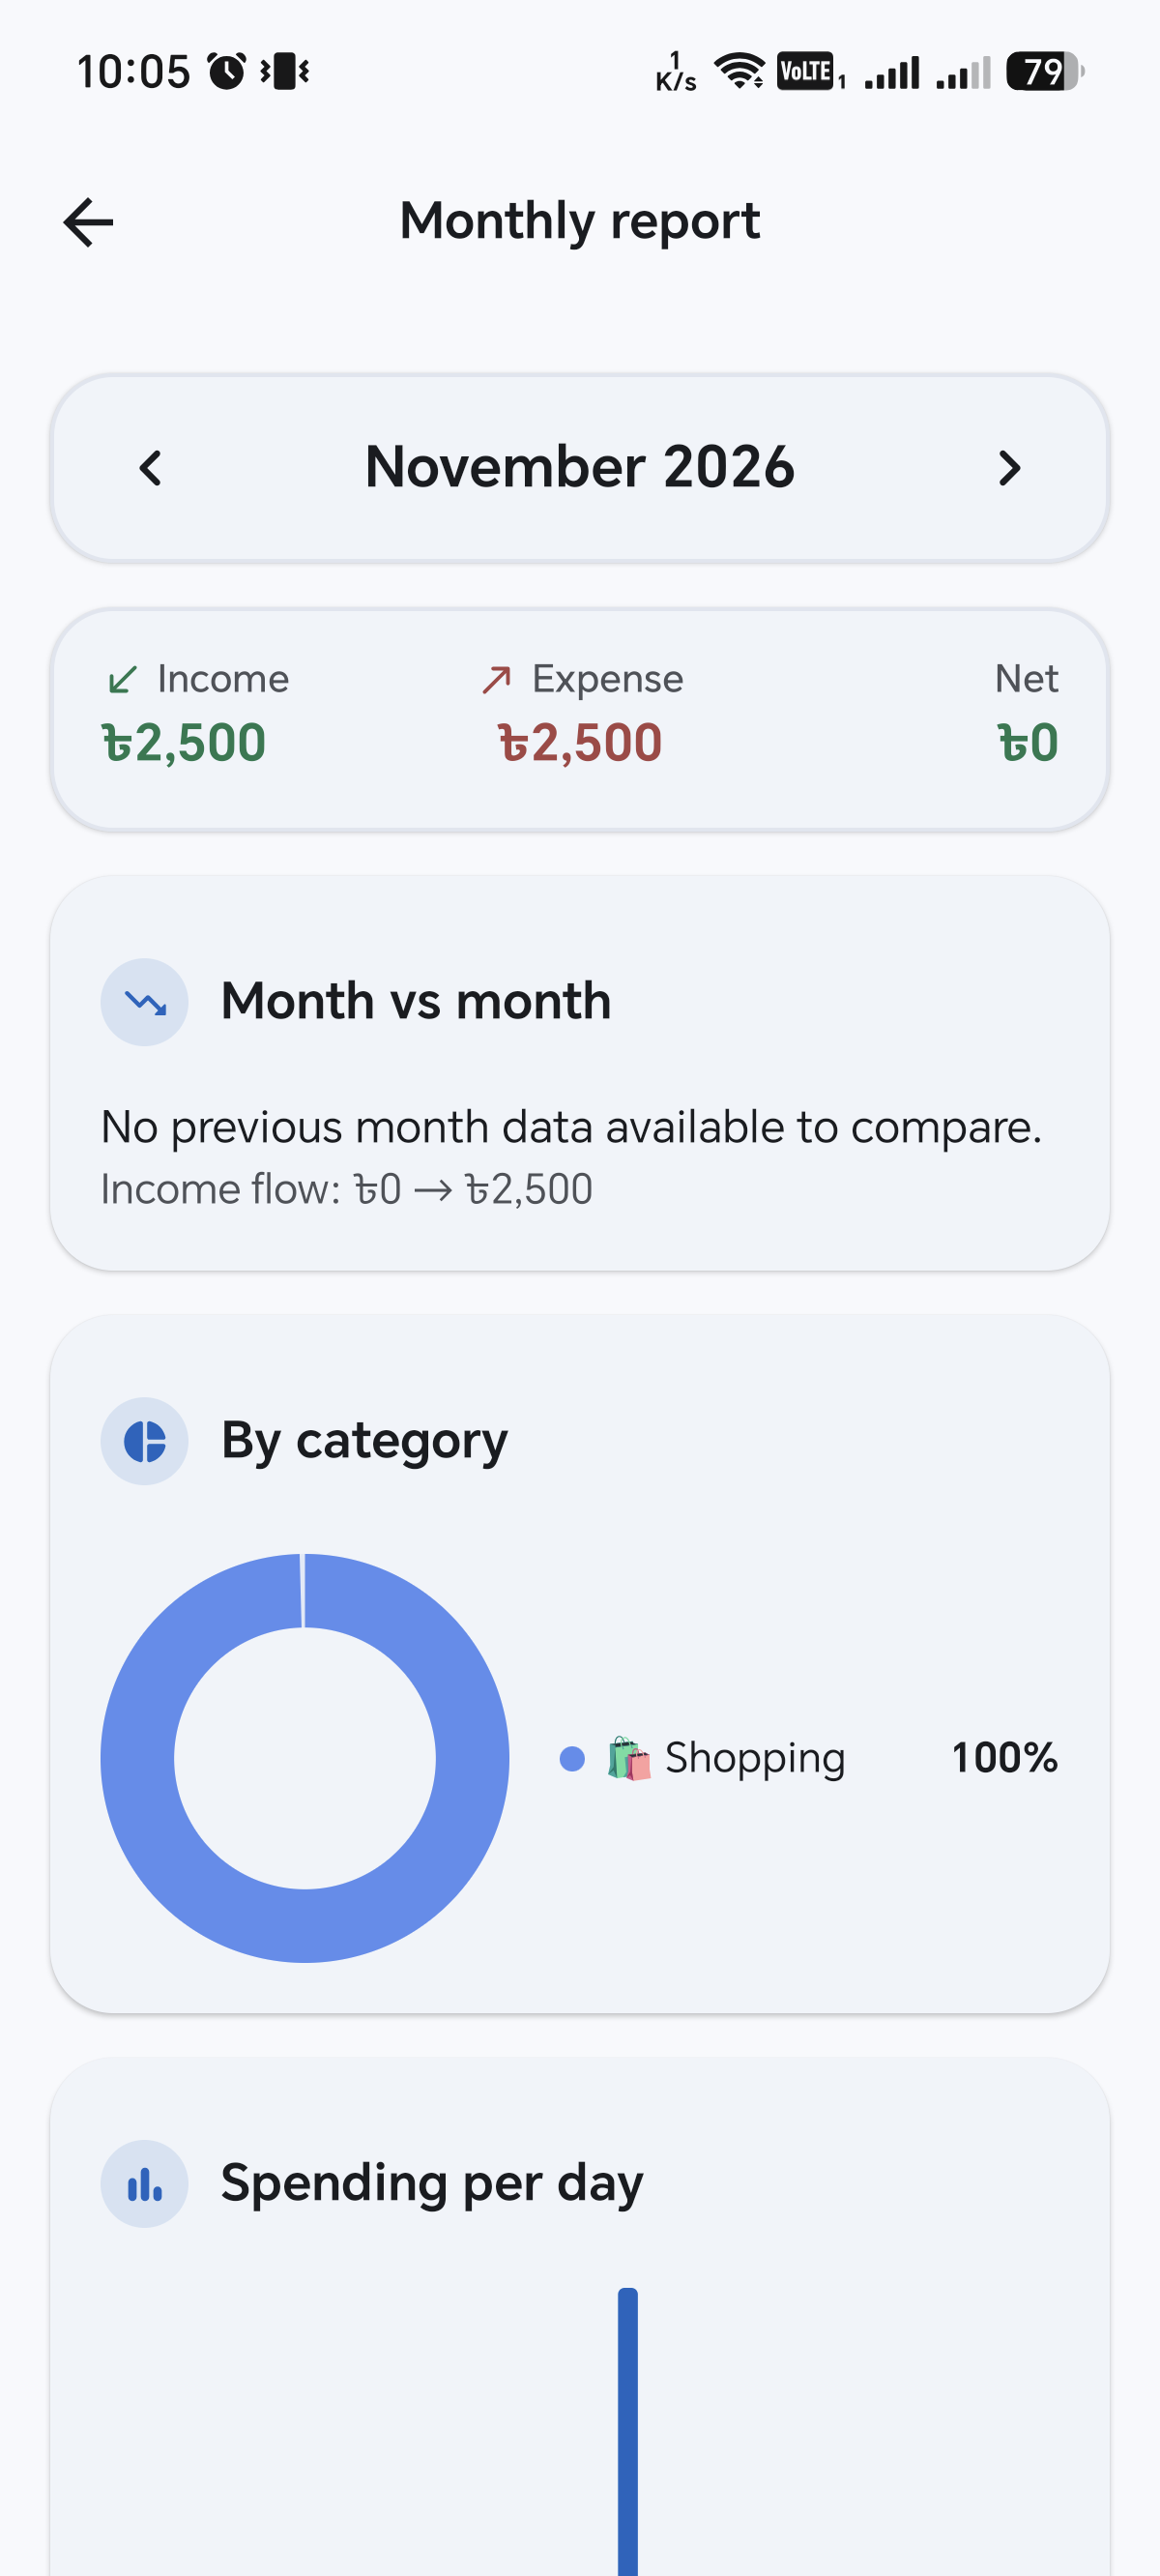 10:05
1 K/s VoLTE 1 79
Monthly report
November 2026
Income Expense Net
৳2,500 ৳2,500 ৳0
Month vs month
No previous month data available to compare.
Income flow: ৳0 → ৳2,500
By category
🛍️ Shopping 100%
Spending per day